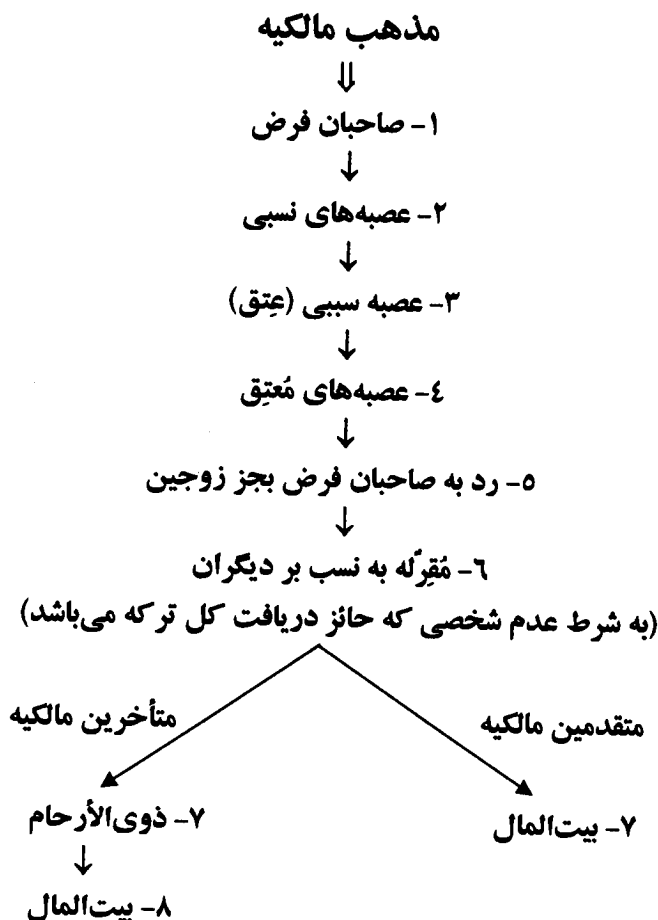 مذهب مالکیه
⇓
۱- صاحبان فرض
↓
۲- عصبه‌های نسبی
↓
۳- عصبه سببی (عِتق)
↓
٤- عصبه‌های مُعتِق
↓
٥- رد به صاحبان فرض بجز زوجین
↓
٦- مُقِرّله به نسب بر دیگران
(به شرط عدم شخصی که حائز دریافت کل ترکه می‌باشد)
متقدمین مالکیه
متأخرین مالکیه
۷- بیت‌المال
۷- ذوی‌الأرحام
↓
۸- بیت‌المال